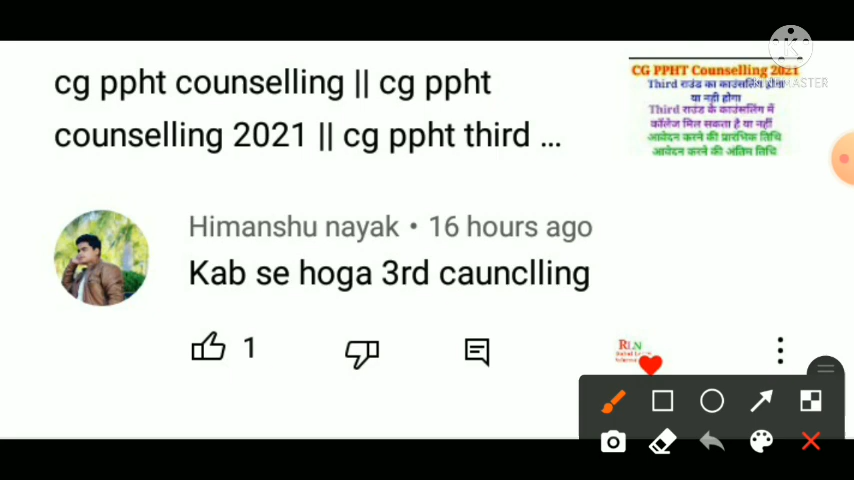 cg ppht counselling || cg ppht
counselling 2021 || cg ppht third ...
CG PPHT Counselling 2021
Third राउंड का काउंसलिंग होगा
या नही होगा
Third राउंड के काउंसलिंग में
कॉलेज मिल सकता है या नहीं
आवेदन करने की प्रारंभिक तिथि
आवेदन करने की अंतिम तिथि
Himanshu nayak • 16 hours ago
Kab se hoga 3rd caunclling
1
RLN